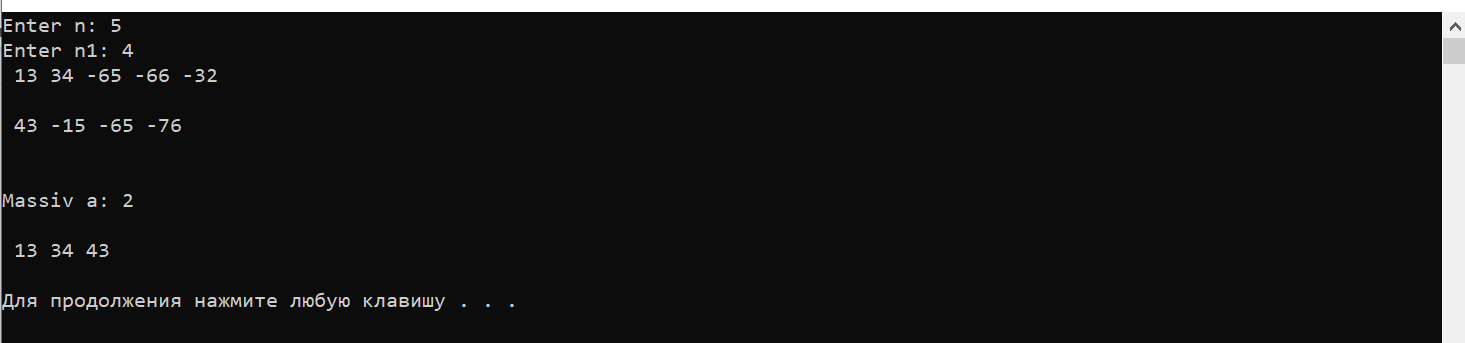 Enter n: 5
Enter n1: 4
13 34 -65 -66 -32
43 -15 -65 -76
Massiv a: 2
13 34 43
Для продолжения нажмите любую клавишу . . .